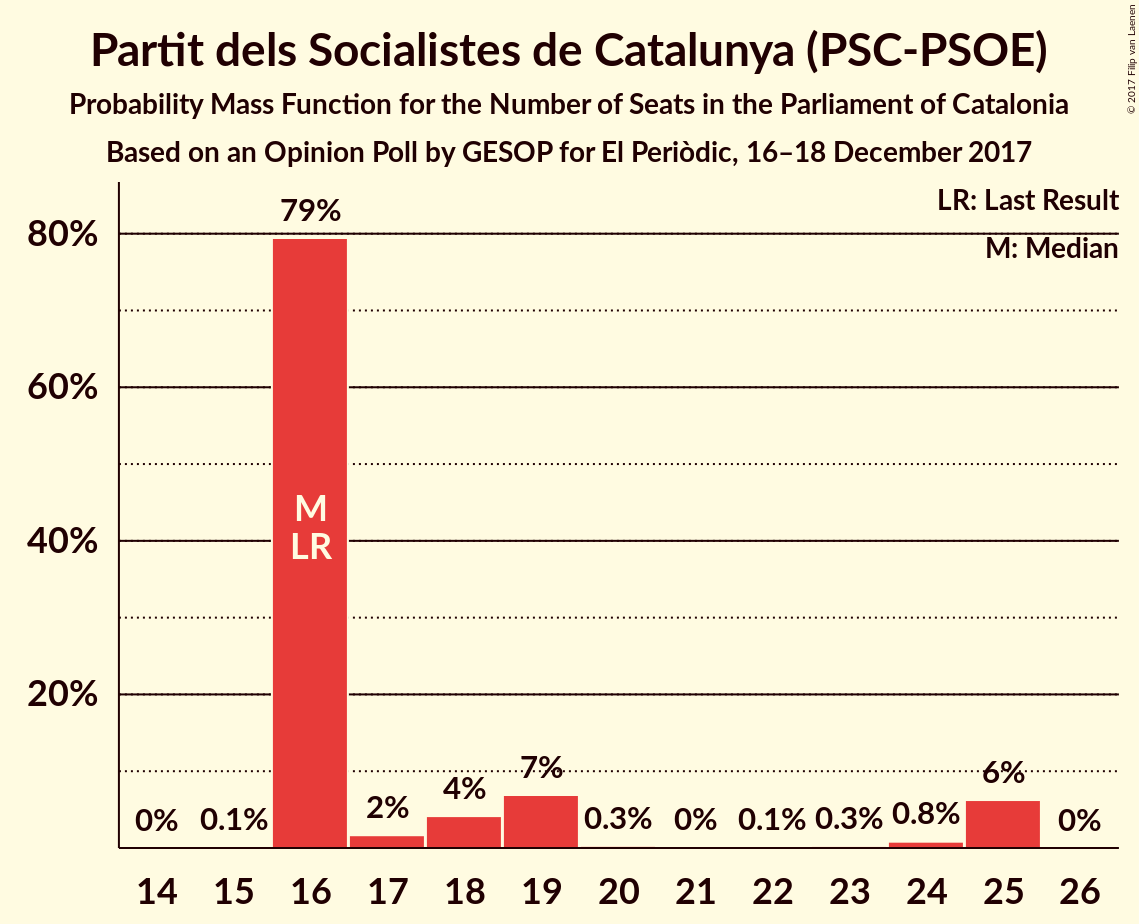 Partit dels Socialistes de Catalunya (PSC-PSOE)
Probability Mass Function for the Number of Seats in the Parliament of Catalonia
Based on an Opinion Poll by GESOP for El Periòdic, 16–18 December 2017
© 2017 Filip van Laenen
LR: Last Result
M: Median
80%
60%
40%
20%
79%
M
LR
0%
0.1%
2%
4%
7%
0.3%
0%
0.1%
0.3%
0.8%
6%
0%
14 15 16 17 18 19 20 21 22 23 24 25 26